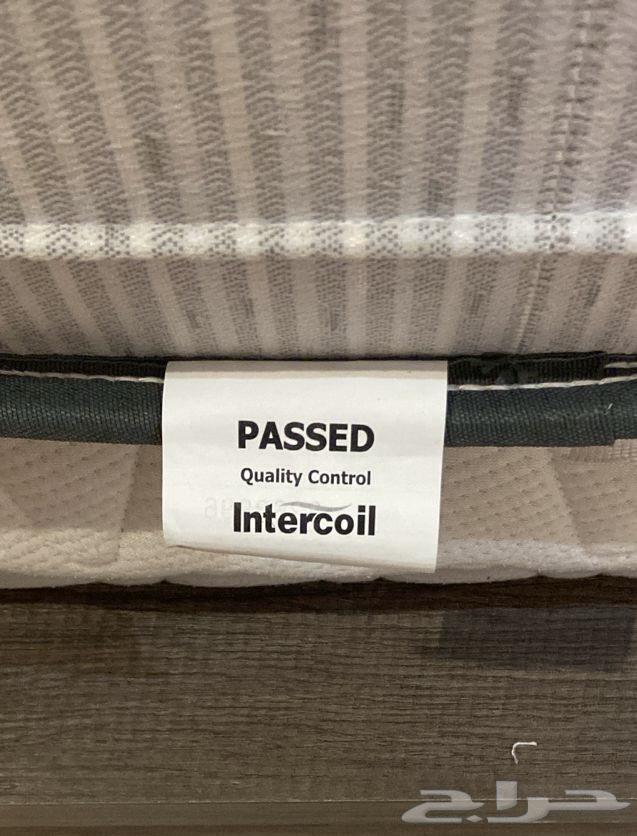 PASSED
Quality Control
Intercoil
حراج